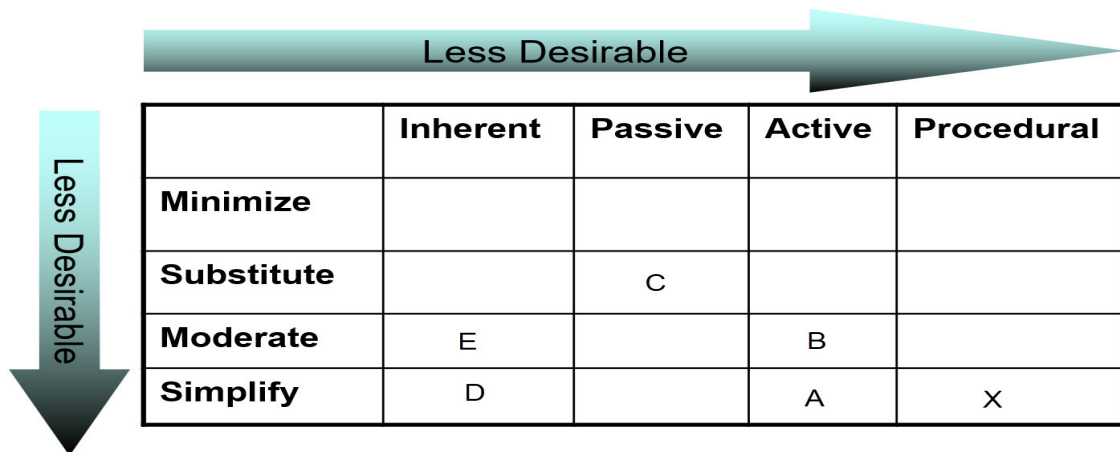 Less Desirable
Less Desirable
Inherent Passive Active Procedural
Minimize
Substitute C
Moderate E B
Simplify D A X